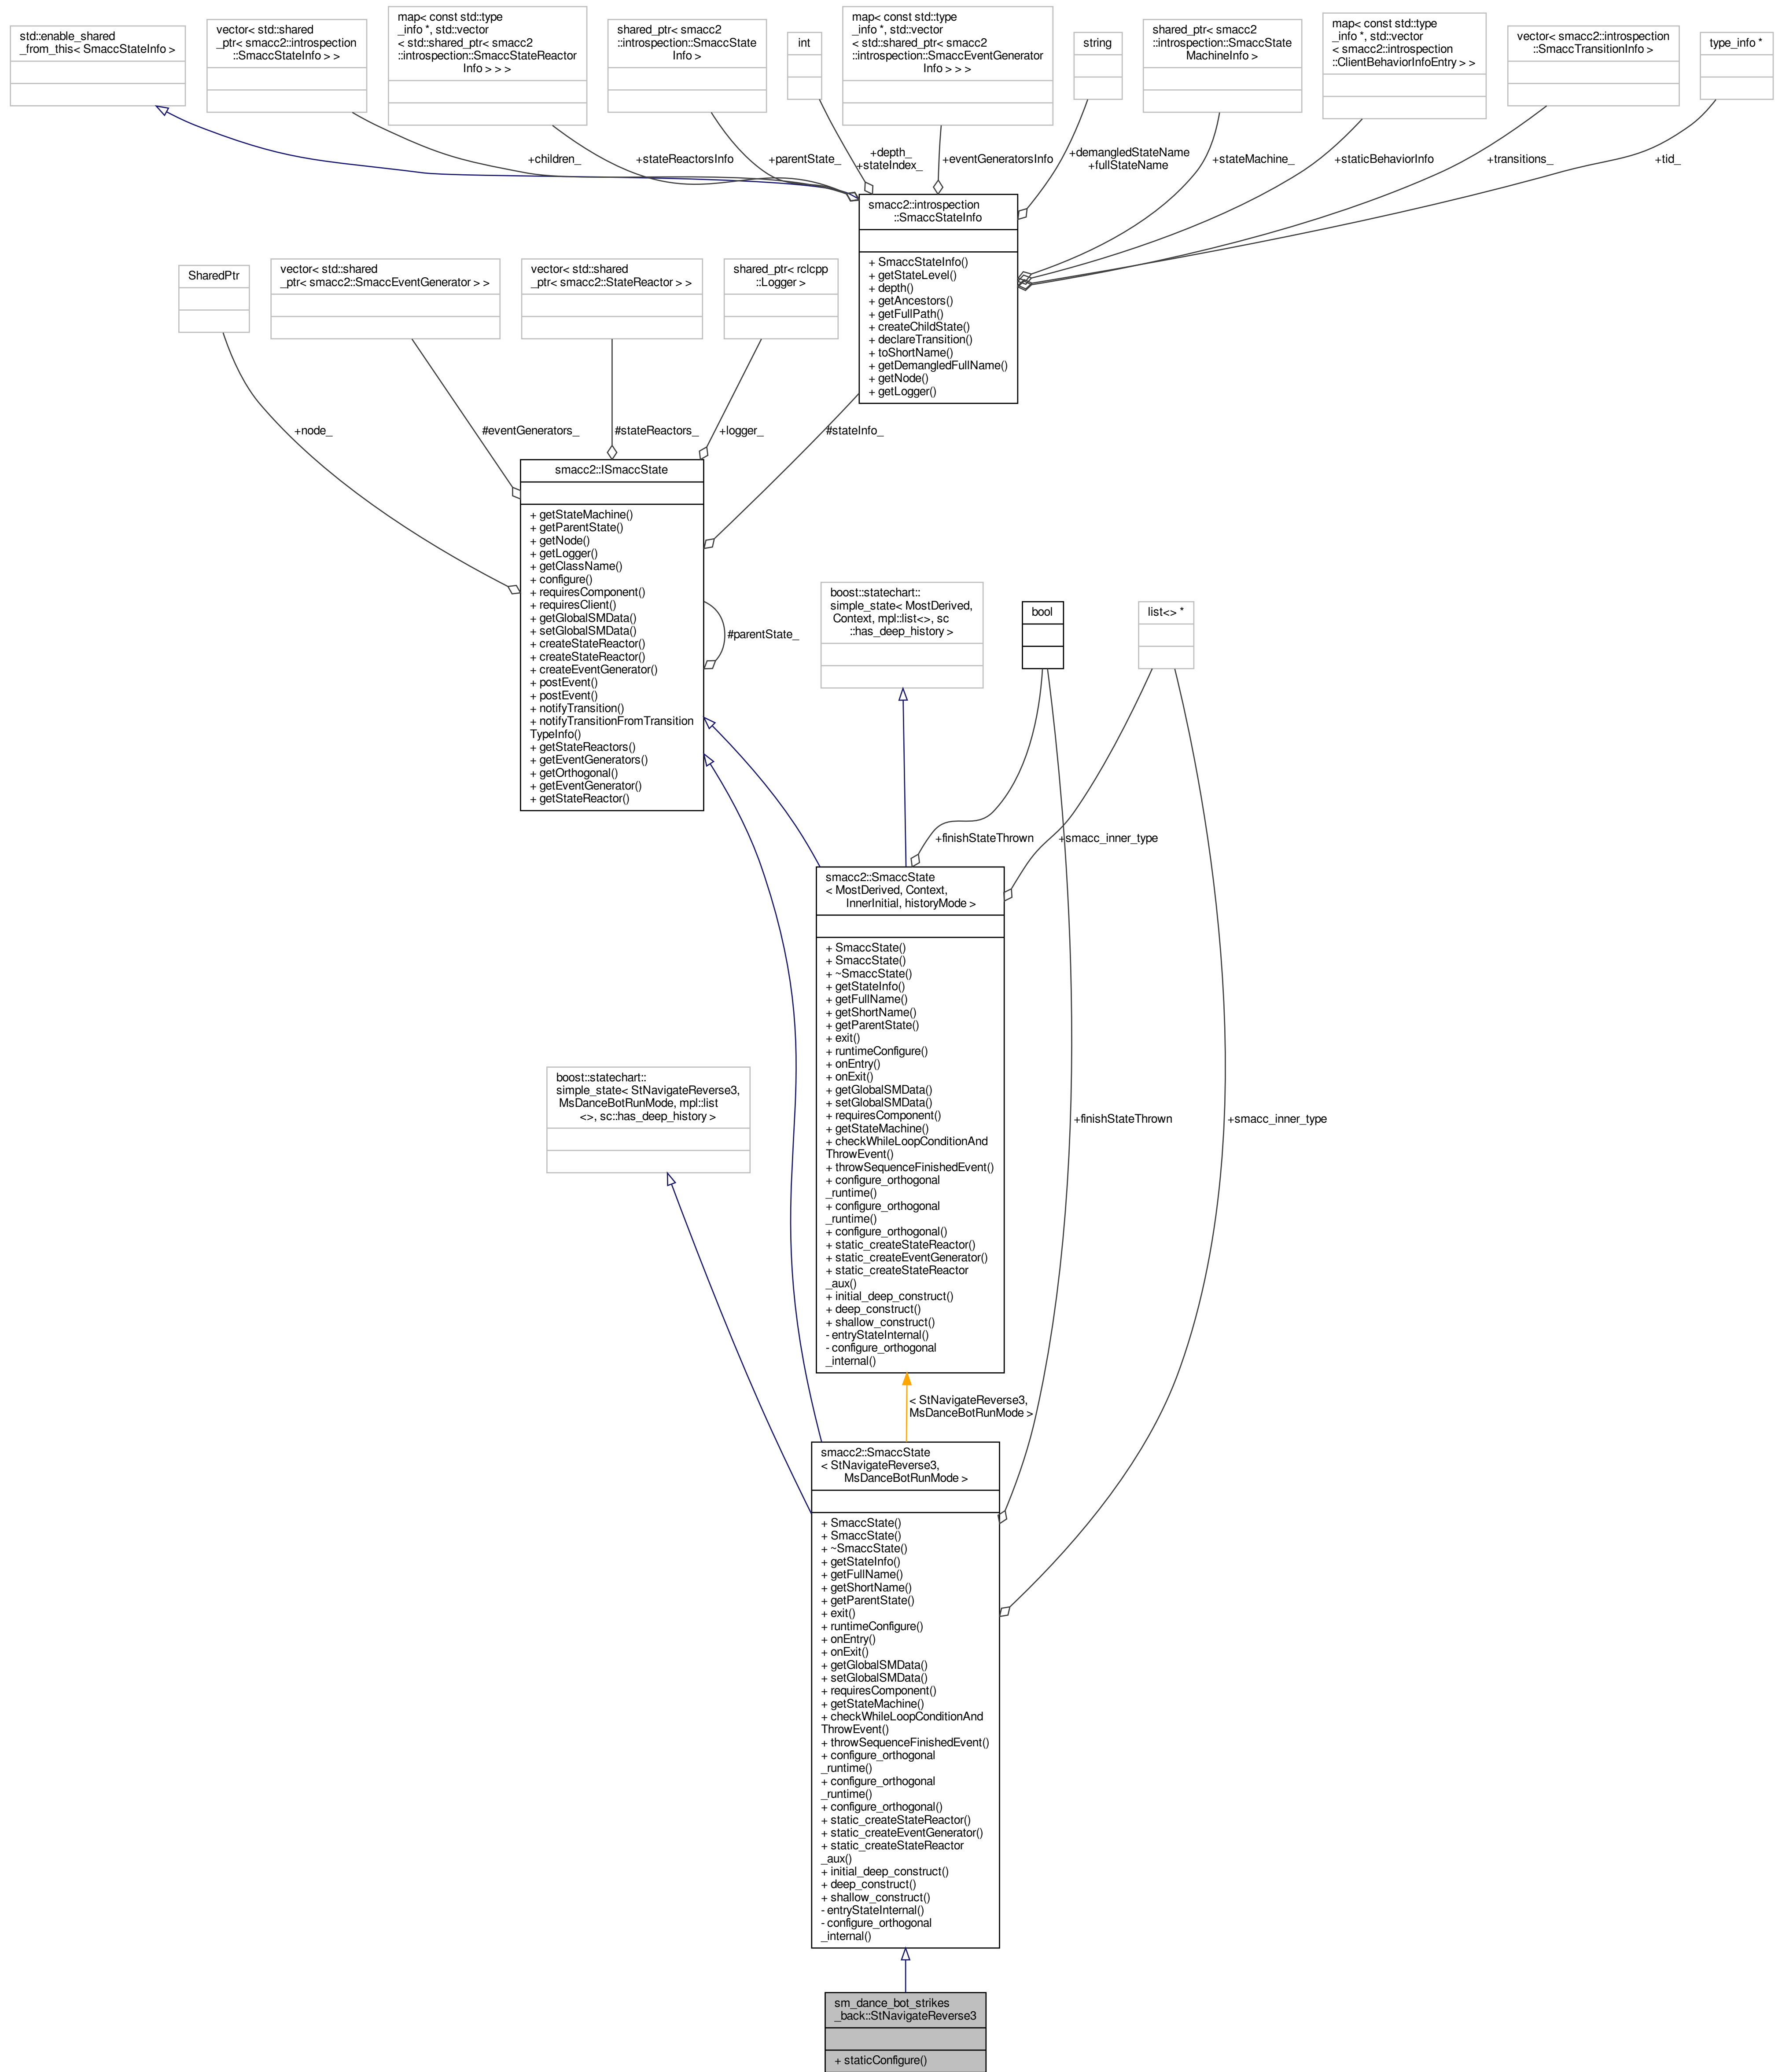 std::enable_shared
_from_this< SmaccStateInfo >
vector< std::shared
_ptr< smacc2::introspection
::SmaccStateInfo > >
map< const std::type
_info *, std::vector
< std::shared_ptr< smacc2
::introspection::SmaccStateReactor
Info > > >
shared_ptr< smacc2
::introspection::SmaccState
Info >
int
map< const std::type
_info *, std::vector
< std::shared_ptr< smacc2
::introspection::SmaccEventGenerator
Info > > >
string
shared_ptr< smacc2
::introspection::SmaccState
MachineInfo >
map< const std::type
_info *, std::vector
< smacc2::introspection
::ClientBehaviorInfoEntry > >
vector< smacc2::introspection
::SmaccTransitionInfo >
type_info *
+children_
+stateReactorsInfo
+parentState_
+depth_
+stateIndex_
+eventGeneratorsInfo
+demangledStateName
+fullStateName
+stateMachine_
+staticBehaviorInfo
+transitions_
+tid_
smacc2::introspection
::SmaccStateInfo
+ SmaccStateInfo()
+ getStateLevel()
+ depth()
+ getAncestors()
+ getFullPath()
+ createChildState()
+ declareTransition()
+ toShortName()
+ getDemangledFullName()
+ getNode()
+ getLogger()
SharedPtr
vector< std::shared
_ptr< smacc2::SmaccEventGenerator > >
vector< std::shared
_ptr< smacc2::StateReactor > >
shared_ptr< rclcpp
::Logger >
+node_
#eventGenerators_
#stateReactors_
+logger_
#stateInfo_
smacc2::ISmaccState
+ getStateMachine()
+ getParentState()
+ getNode()
+ getLogger()
+ getClassName()
+ configure()
+ requiresComponent()
+ requiresClient()
+ getGlobalSMData()
+ setGlobalSMData()
+ createStateReactor()
+ createStateReactor()
+ createEventGenerator()
+ postEvent()
+ postEvent()
+ notifyTransition()
+ notifyTransitionFromTransition
TypeInfo()
+ getStateReactors()
+ getEventGenerators()
+ getOrthogonal()
+ getEventGenerator()
+ getStateReactor()
#parentState_
boost::statechart::
simple_state< MostDerived,
Context, mpl::list<>, sc
::has_deep_history >
bool
list<> *
+finishStateThrown
+smacc_inner_type
smacc2::SmaccState
< MostDerived, Context,
InnerInitial, historyMode >
+ SmaccState()
+ SmaccState()
+ ~SmaccState()
+ getStateInfo()
+ getFullName()
+ getShortName()
+ getParentState()
+ exit()
+ runtimeConfigure()
+ onEntry()
+ onExit()
+ getGlobalSMData()
+ setGlobalSMData()
+ requiresComponent()
+ getStateMachine()
+ checkWhileLoopConditionAnd
ThrowEvent()
+ throwSequenceFinishedEvent()
+ configure_orthogonal
_runtime()
+ configure_orthogonal
_runtime()
+ configure_orthogonal()
+ static_createStateReactor()
+ static_createEventGenerator()
+ static_createStateReactor
_aux()
+ initial_deep_construct()
+ deep_construct()
+ shallow_construct()
- entryStateInternal()
- configure_orthogonal
_internal()
boost::statechart::
simple_state< StNavigateReverse3,
MsDanceBotRunMode, mpl::list
<>, sc::has_deep_history >
+finishStateThrown
+smacc_inner_type
< StNavigateReverse3,
MsDanceBotRunMode >
smacc2::SmaccState
< StNavigateReverse3,
MsDanceBotRunMode >
+ SmaccState()
+ SmaccState()
+ ~SmaccState()
+ getStateInfo()
+ getFullName()
+ getShortName()
+ getParentState()
+ exit()
+ runtimeConfigure()
+ onEntry()
+ onExit()
+ getGlobalSMData()
+ setGlobalSMData()
+ requiresComponent()
+ getStateMachine()
+ checkWhileLoopConditionAnd
ThrowEvent()
+ throwSequenceFinishedEvent()
+ configure_orthogonal
_runtime()
+ configure_orthogonal
_runtime()
+ configure_orthogonal()
+ static_createStateReactor()
+ static_createEventGenerator()
+ static_createStateReactor
_aux()
+ initial_deep_construct()
+ deep_construct()
+ shallow_construct()
- entryStateInternal()
- configure_orthogonal
_internal()
sm_dance_bot_strikes
_back::StNavigateReverse3
+ staticConfigure()